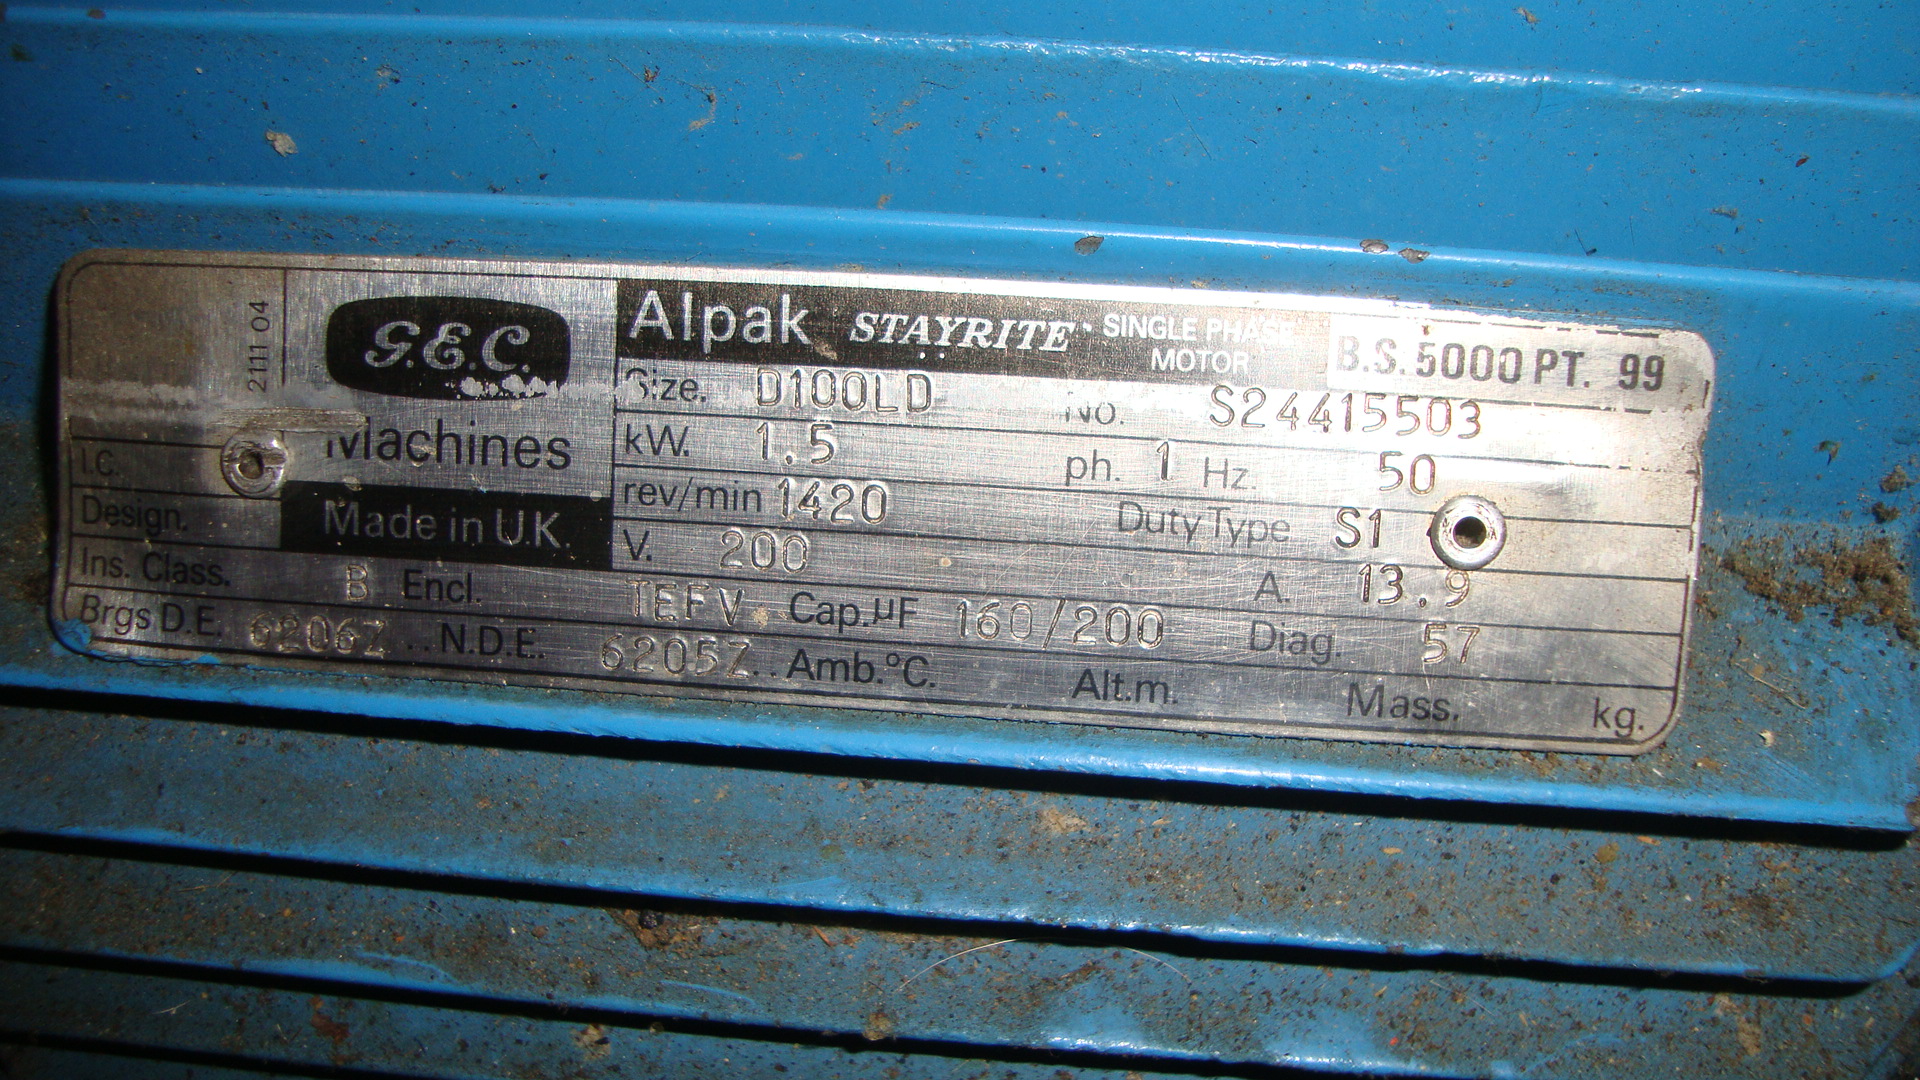 2111 04
G.E.C.
Machines
Made in U.K.
Alpak STAYRITE SINGLE PHASE
MOTOR
B.S. 5000 PT. 99
Size. D100LD No. S24415503
kW. 1.5 ph. 1 Hz. 50
rev/min 1420 Duty Type S1
V. 200 A. 13.9
I.C.
Design.
Ins. Class. B Encl. TEFV Cap.µF 160/200 Diag. 57
Brgs D.E. 6206Z .. N.D.E. 6205Z .. Amb.°C. Alt.m. Mass. kg.